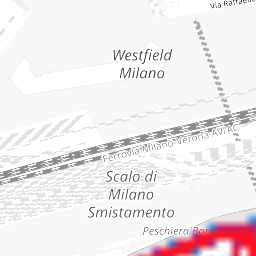 Via Raffaello
Westfield
Milano
Ferrovia Milano-Verona AV/AC
Scalo di
Milano
Smistamento
Peschiera Bor